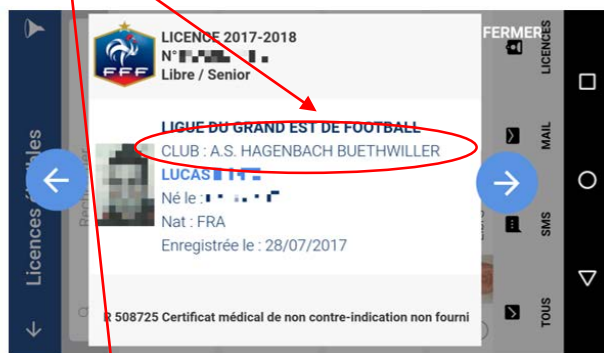 LICENCE 2017-2018
N°
Libre / Senior
FERMER
FFF
LIGUE DU GRAND EST DE FOOTBALL
CLUB : A.S. HAGENBACH BUETHWILLER
LUCAS
Né le :
Nat : FRA
Enregistrée le : 28/07/2017
R 508725 Certificat médical de non contre-indication non fourni
Licences
Rechercher
LICENCES
MAIL
SMS
TOUS